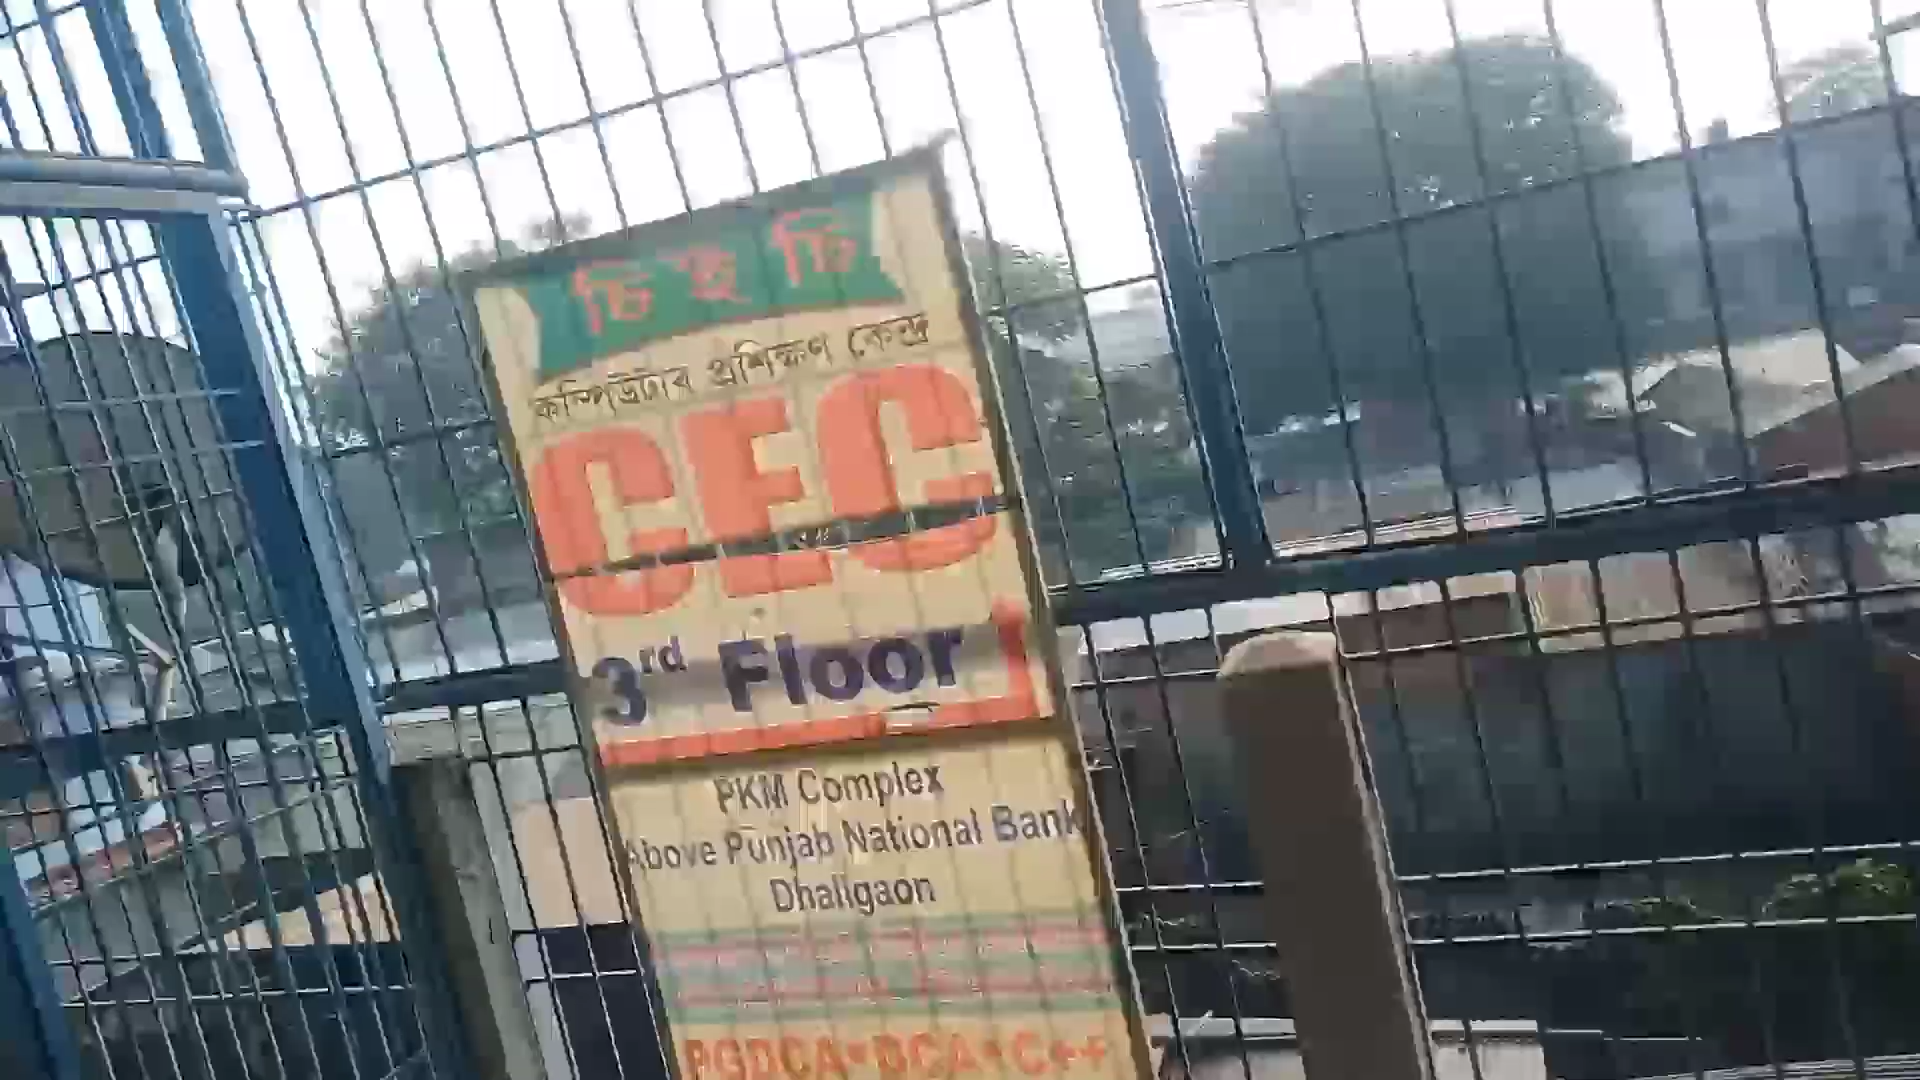 চি ই চি
কম্পিউটাৰ প্ৰশিক্ষণ কেন্দ্ৰ
CEC
3rd Floor
PKM Complex
Above Punjab National Bank
Dhaligaon
PGDCA•DCA•C++